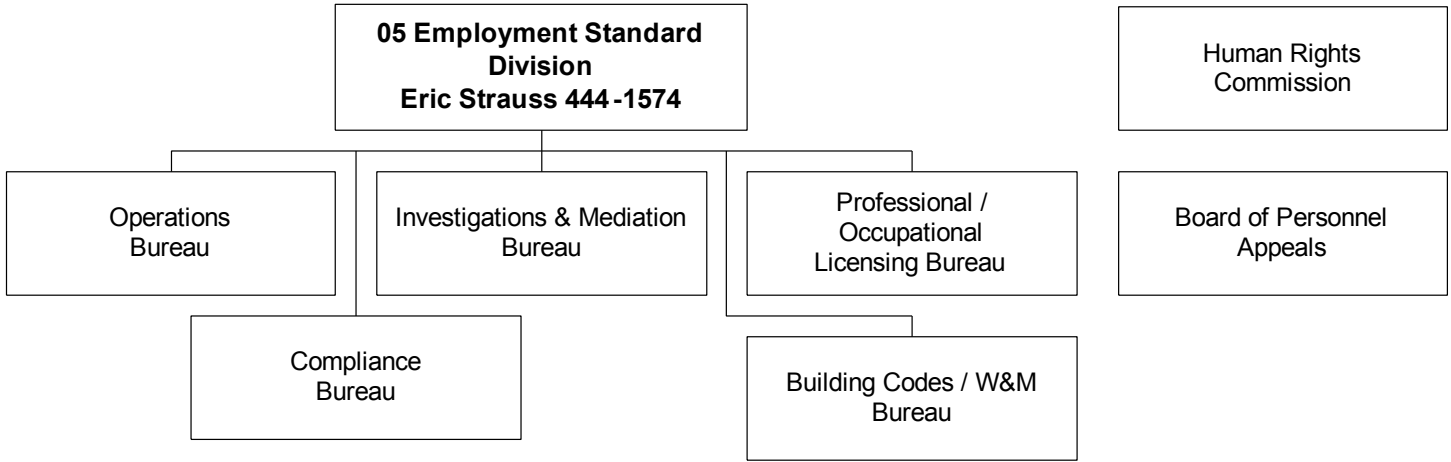 05 Employment Standard
Division
Eric Strauss 444-1574
Human Rights
Commission
Operations
Bureau
Investigations & Mediation
Bureau
Professional /
Occupational
Licensing Bureau
Board of Personnel
Appeals
Compliance
Bureau
Building Codes / W&M
Bureau